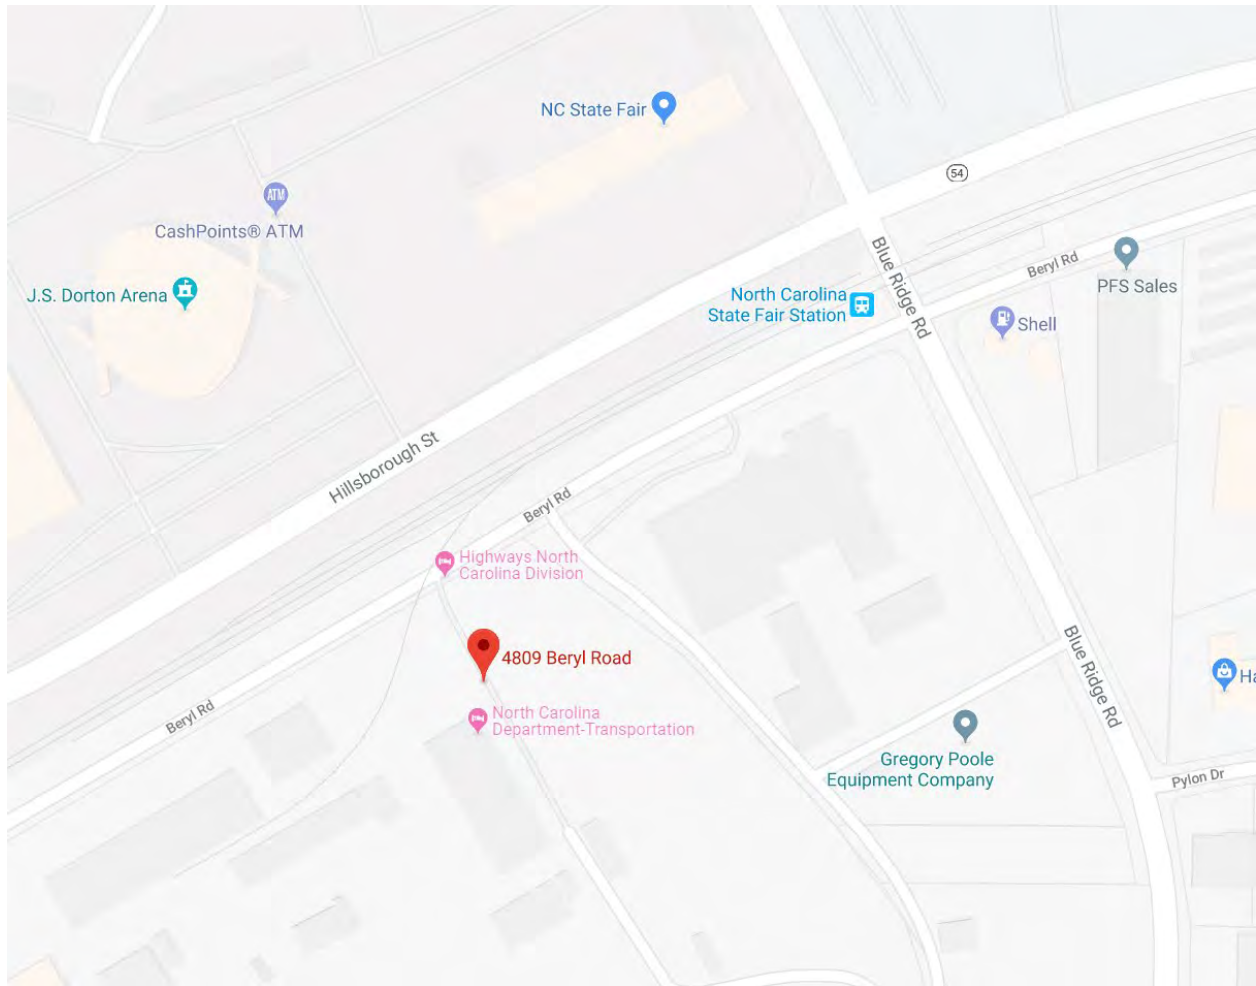 NC State Fair
54
ATM
CashPoints® ATM
J.S. Dorton Arena
Blue Ridge Rd
Beryl Rd
PFS Sales
North Carolina
State Fair Station
Shell
Hillsborough St
Beryl Rd
Highways North
Carolina Division
4809 Beryl Road
Blue Ridge Rd
Ha
Beryl Rd
North Carolina
Department-Transportation
Gregory Poole
Equipment Company
Pylon Dr